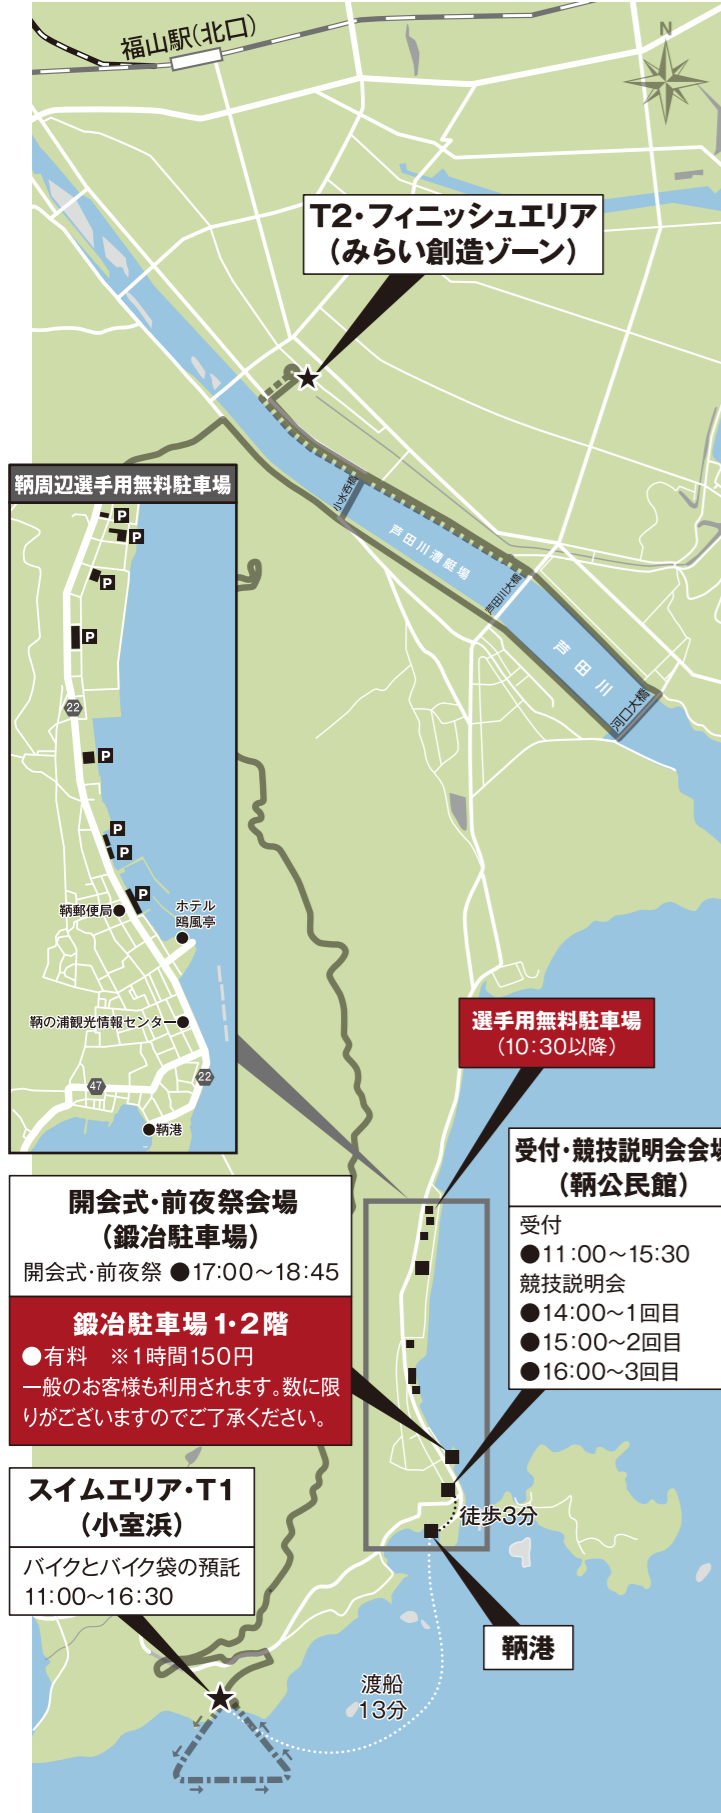 福山駅(北口)
N
T2・フィニッシュエリア
(みらい創造ゾーン)
小水呑橋
芦田川漕艇場
芦田川大橋
芦田川
河口大橋
鞆周辺選手用無料駐車場
P
P
P
P
22
P
P
P
P
鞆郵便局
ホテル
鴎風亭
鞆の浦観光情報センター
47
22
鞆港
選手用無料駐車場
(10:30以降)
受付・競技説明会会場
(鞆公民館)
受付
●11:00〜15:30
競技説明会
●14:00〜1回目
●15:00〜2回目
●16:00〜3回目
開会式・前夜祭会場
(鍛冶駐車場)
開会式・前夜祭 ●17:00〜18:45
鍛冶駐車場1・2階
●有料 ※1時間150円
一般のお客様も利用されます。数に限
りがございますのでご了承ください。
スイムエリア・T1
(小室浜)
バイクとバイク袋の預託
11:00〜16:30
徒歩3分
鞆港
渡船
13分